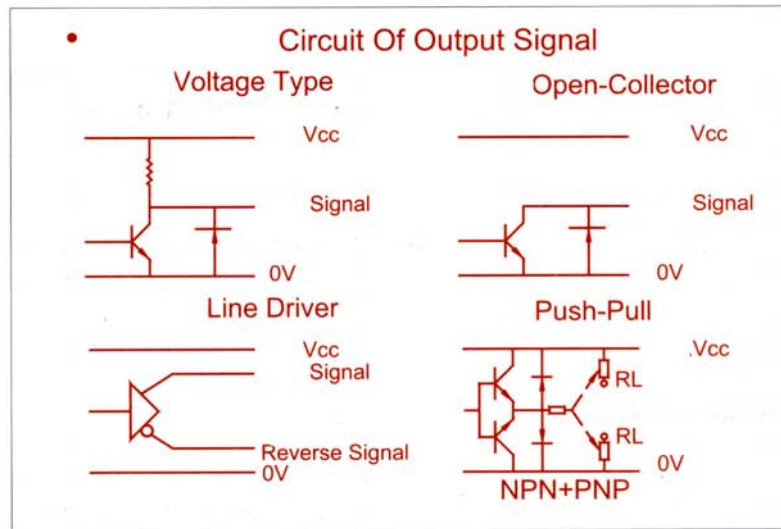 • Circuit Of Output Signal
Voltage Type
Vcc
Signal
0V
Open-Collector
Vcc
Signal
0V
Line Driver
Vcc
Signal
Reverse Signal
0V
Push-Pull
.Vcc
RL
RL
0V
NPN+PNP